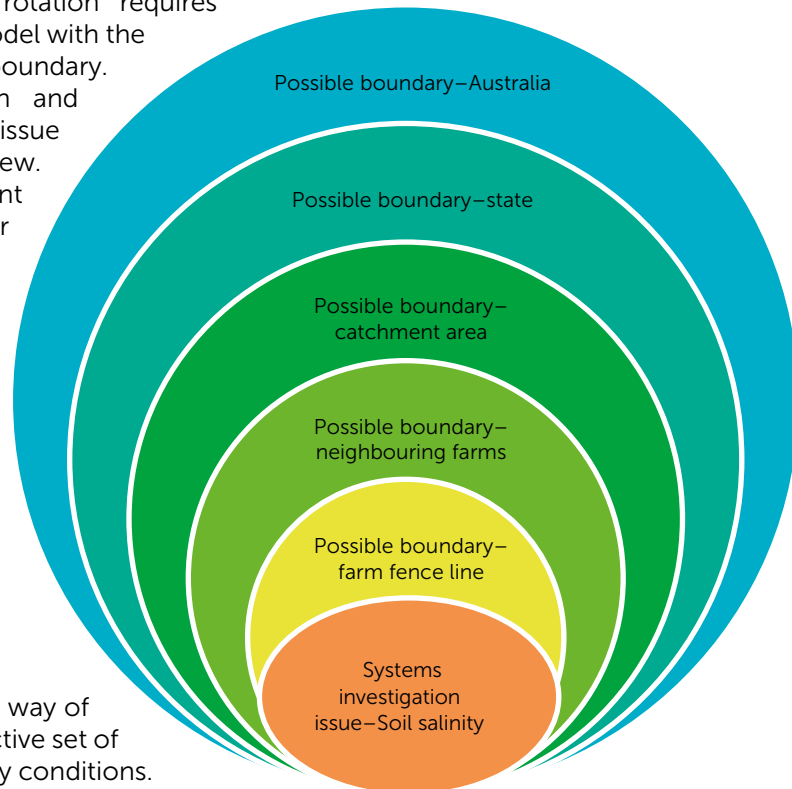 rotation requires
odel with the
oundary.
n and
issue
ew.
nt
r
Possible boundary–Australia
Possible boundary–state
Possible boundary–
catchment area
Possible boundary–
neighbouring farms
Possible boundary–
farm fence line
Systems
investigation
issue–Soil salinity
way of
ctive set of
y conditions.